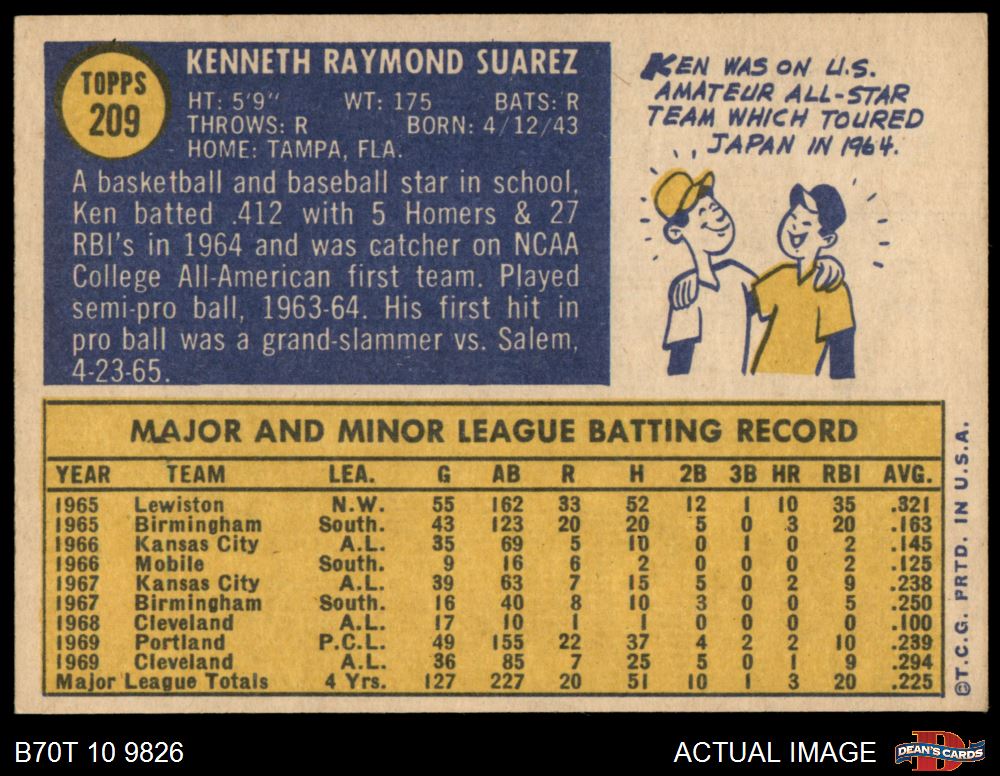 TOPPS
209
KENNETH RAYMOND SUAREZ
HT: 5'9" WT: 175 BATS: R
THROWS: R BORN: 4/12/43
HOME: TAMPA, FLA.
A basketball and baseball star in school,
Ken batted .412 with 5 Homers & 27
RBI's in 1964 and was catcher on NCAA
College All-American first team. Played
semi-pro ball, 1963-64. His first hit in
pro ball was a grand-slammer vs. Salem,
4-23-65.
KEN WAS ON U.S.
AMATEUR ALL-STAR
TEAM WHICH TOURED
JAPAN IN 1964.
MAJOR AND MINOR LEAGUE BATTING RECORD
YEAR TEAM LEA. G AB R H 2B 3B HR RBI AVG.
1965 Lewiston N.W. 55 162 33 52 12 1 10 35 .321
1965 Birmingham South. 43 123 20 20 5 0 3 20 .163
1966 Kansas City A.L. 35 69 5 10 0 1 0 2 .145
1966 Mobile South. 9 16 6 2 0 0 0 2 .125
1967 Kansas City A.L. 39 63 7 15 5 0 2 9 .238
1967 Birmingham South. 16 40 8 10 3 0 0 5 .250
1968 Cleveland A.L. 17 10 1 1 0 0 0 0 .100
1969 Portland P.C.L. 49 155 22 37 4 2 2 10 .239
1969 Cleveland A.L. 36 85 7 25 5 0 1 9 .294
Major League Totals 4 Yrs. 127 227 20 51 10 1 3 20 .225
©T.C.G. PRTD. IN U.S.A.
B70T 10 9826
ACTUAL IMAGE
D
DEAN'S CARDS